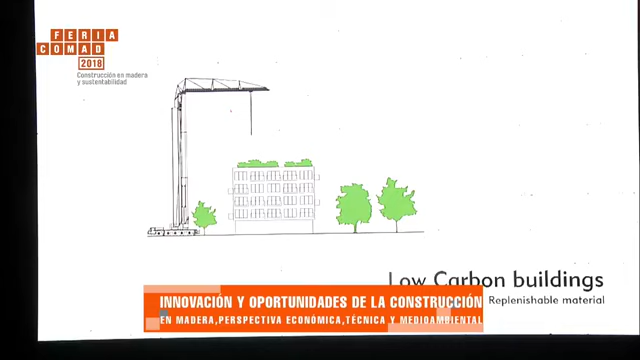 FERIA
COMAD
2018
Construcción en madera
y sustentabilidad
Low Carbon buildings
Replenishable material
INNOVACIÓN Y OPORTUNIDADES DE LA CONSTRUCCIÓN
EN MADERA,PERSPECTIVA ECONÓMICA,TÉCNICA Y MEDIOAMBIENTAL